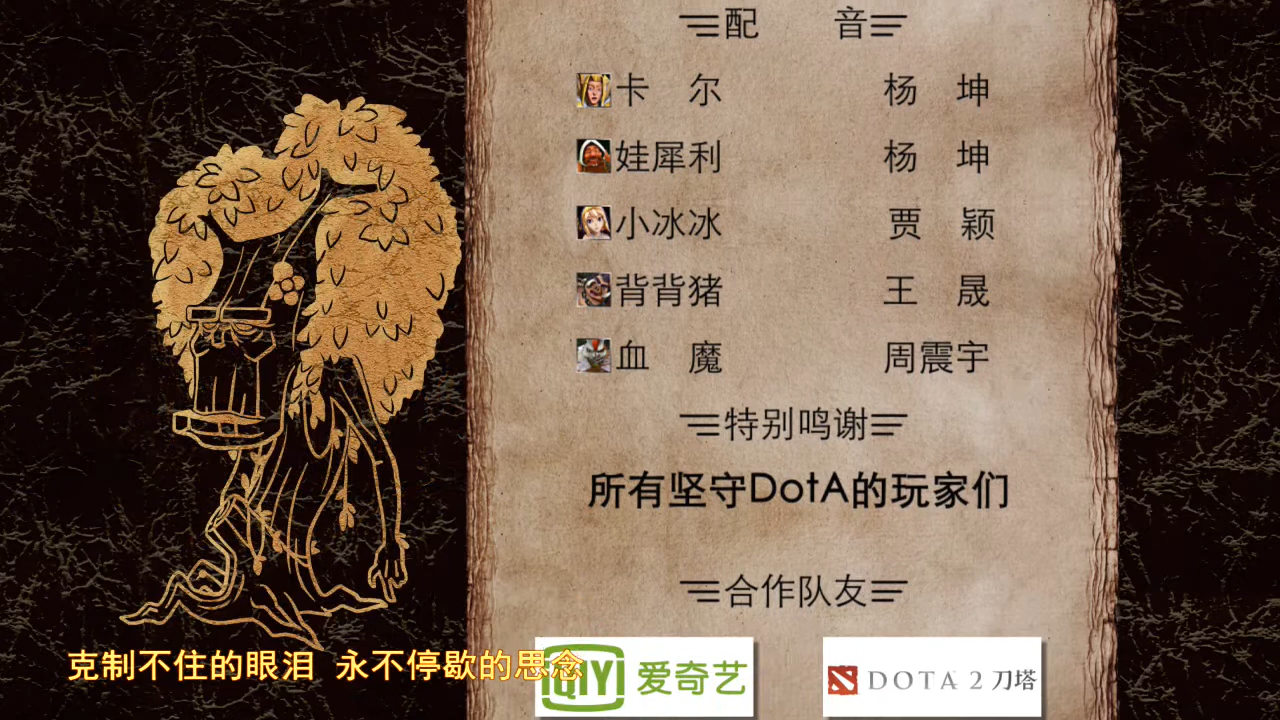 配 音
卡 尔 杨 坤
娃犀利 杨 坤
小冰冰 贾 颖
背背猪 王 晟
血 魔 周震宇
特别鸣谢
所有坚守DotA的玩家们
合作队友
QIY 爱奇艺
DOTA 2 刀塔
克制不住的眼泪 永不停歇的思念